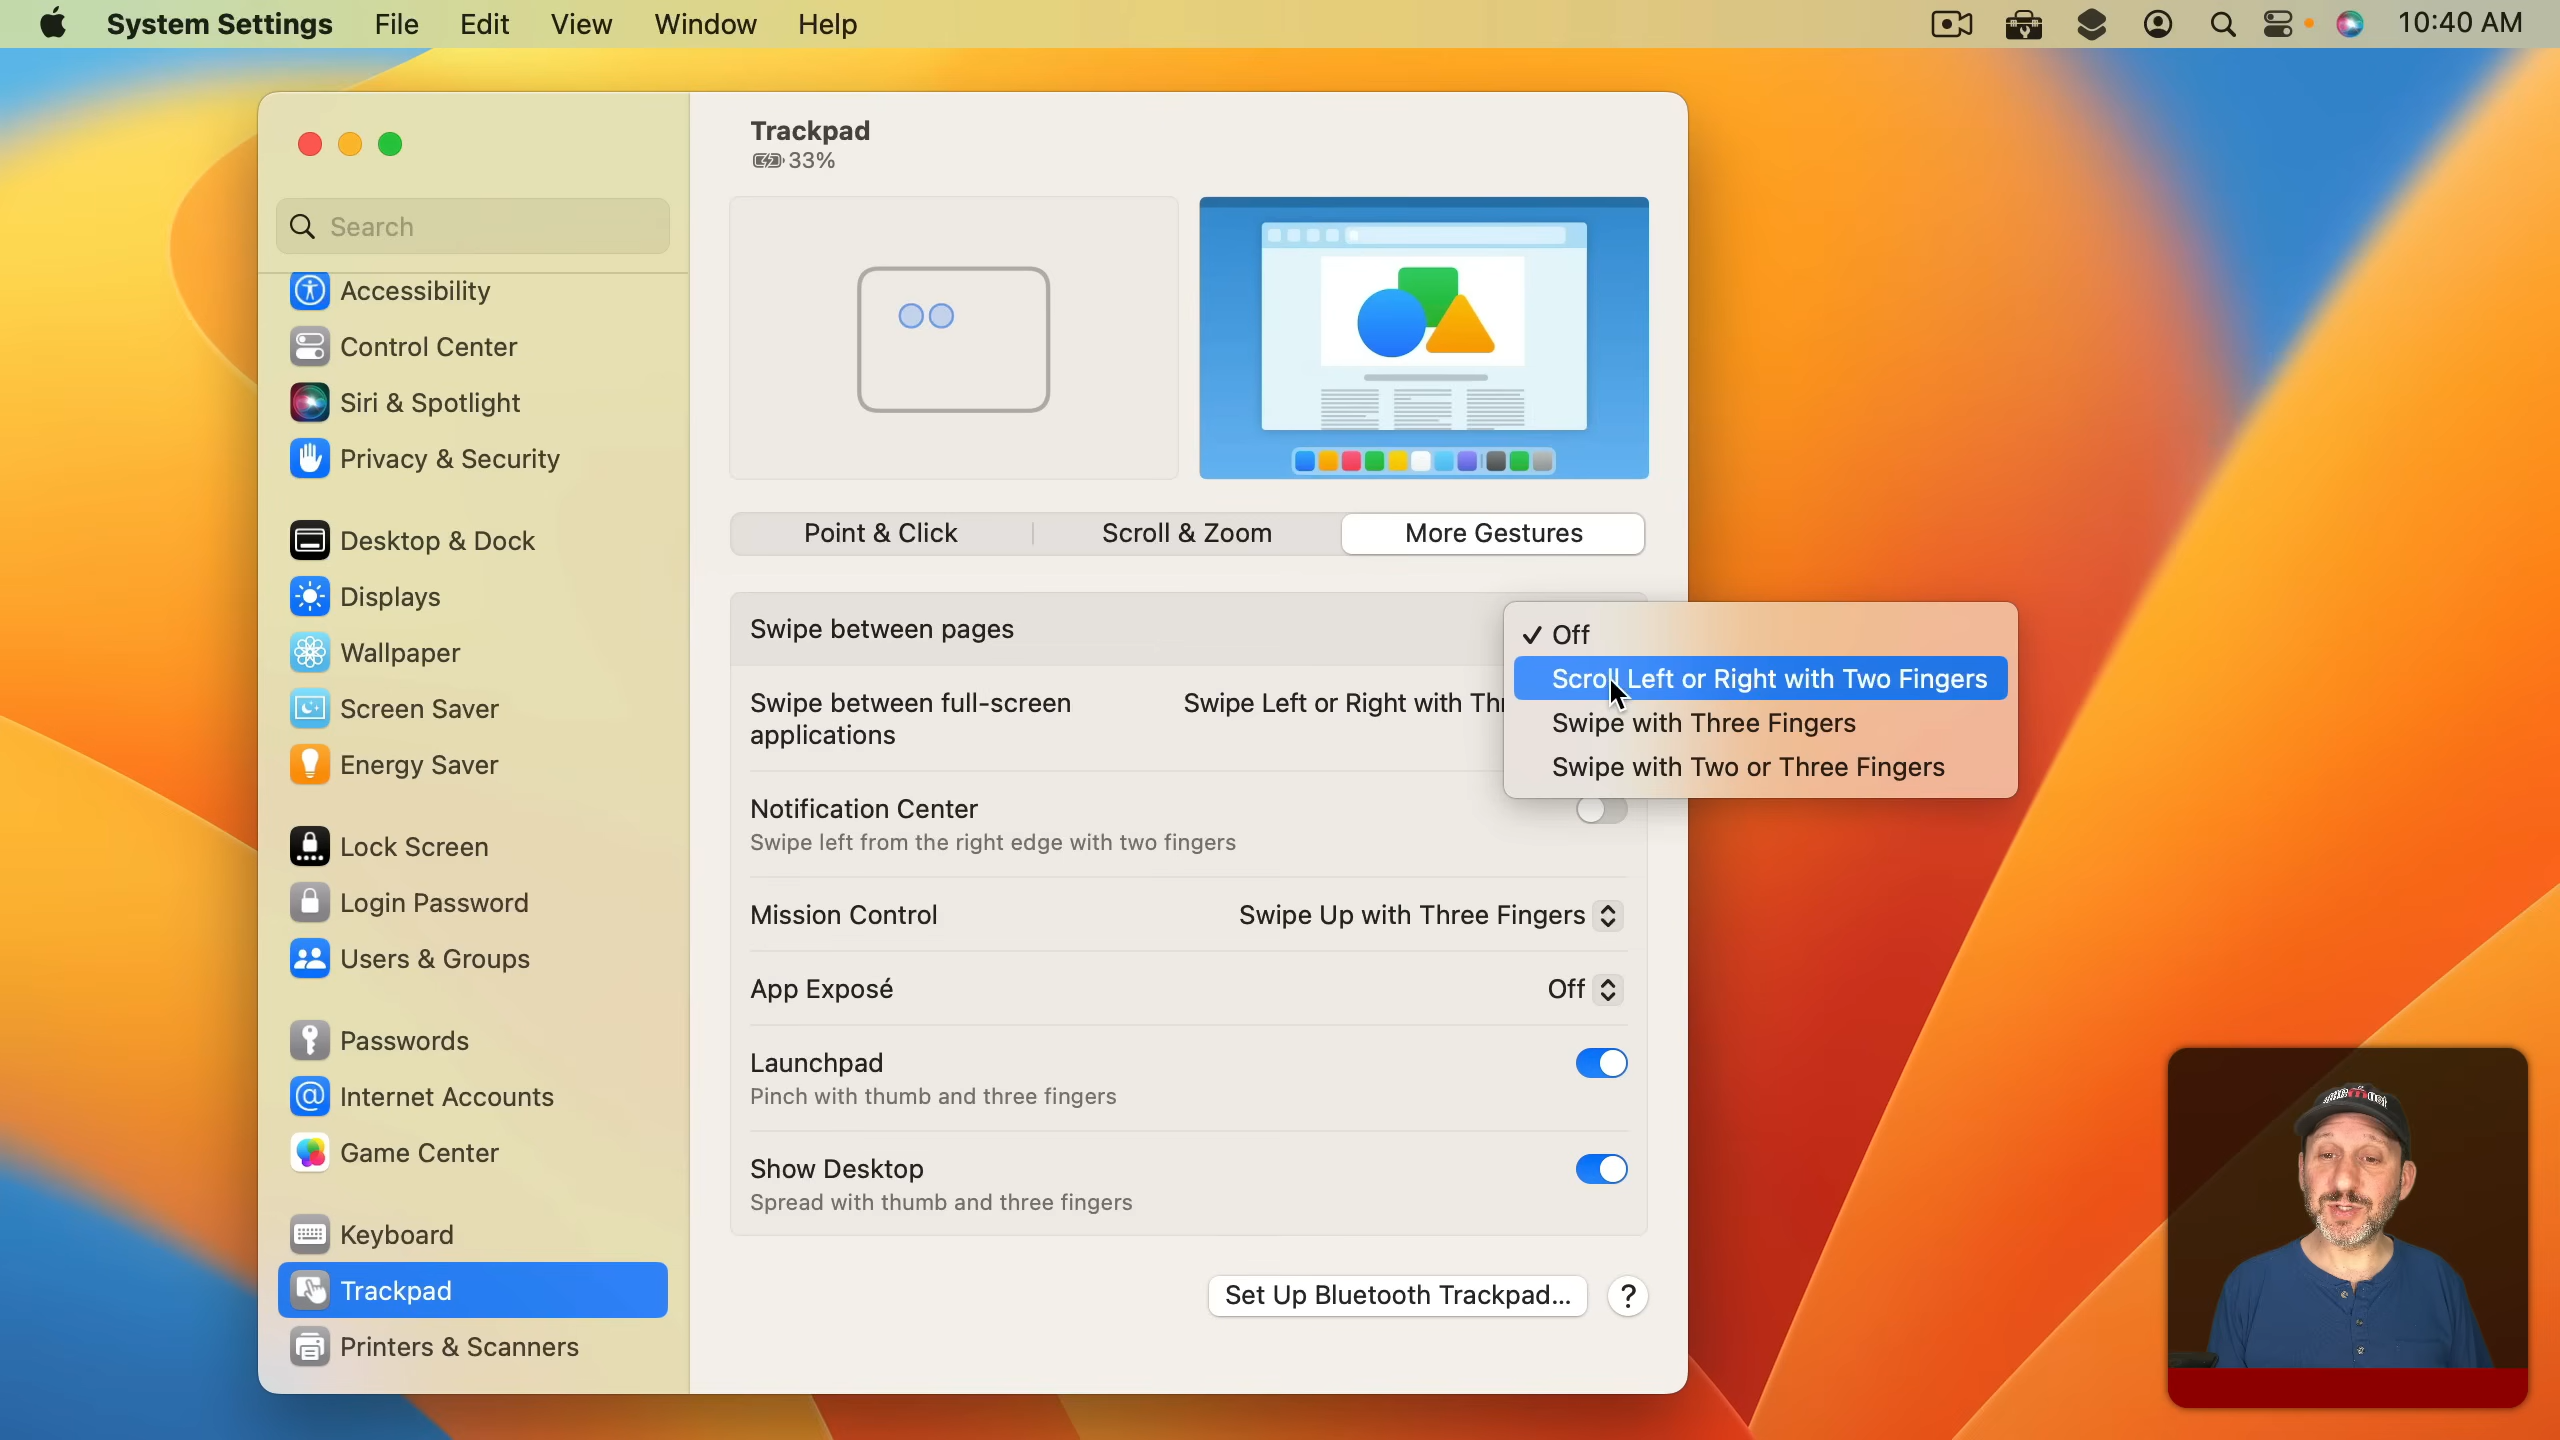 System Settings File Edit View Window Help 10:40 AM
Search
Accessibility
Control Center
Siri & Spotlight
Privacy & Security
Desktop & Dock
Displays
Wallpaper
Screen Saver
Energy Saver
Lock Screen
Login Password
Users & Groups
Passwords
Internet Accounts
Game Center
Keyboard
Trackpad
Printers & Scanners
Trackpad
33%
Point & Click Scroll & Zoom More Gestures
Swipe between pages
✓ Off
Scroll Left or Right with Two Fingers
Swipe with Three Fingers
Swipe with Two or Three Fingers
Swipe between full-screen
applications
Swipe Left or Right with Thr
Notification Center
Swipe left from the right edge with two fingers
Mission Control Swipe Up with Three Fingers
App Exposé Off
Launchpad
Pinch with thumb and three fingers
Show Desktop
Spread with thumb and three fingers
Set Up Bluetooth Trackpad... ?